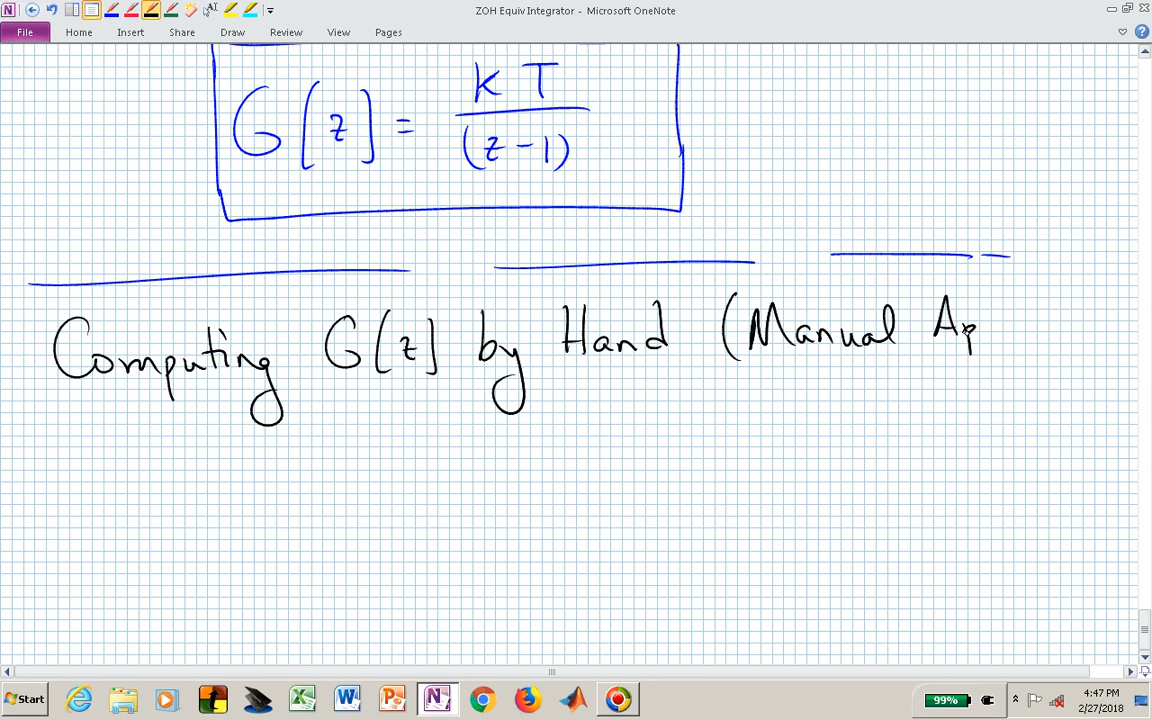 ZOH Equiv Integrator - Microsoft OneNote
File Home Insert Share Draw Review View Pages
G[z] = KT / (z-1)
Computing G[z] by Hand (Manual Ap
Start
99%
4:47 PM
2/27/2018